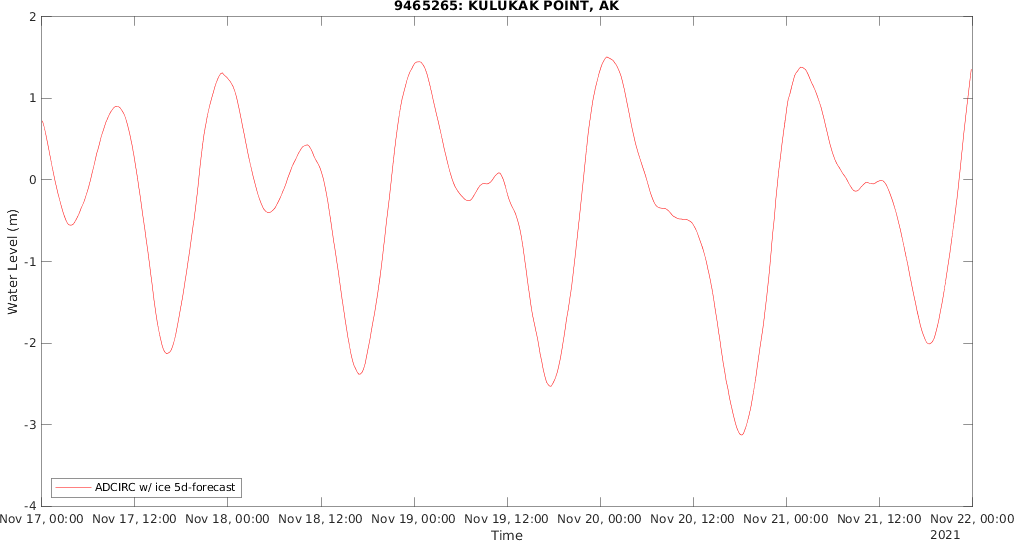 9465265: KULUKAK POINT, AK
2
1
0
-1
-2
-3
-4
Water Level (m)
ADCIRC w/ ice 5d-forecast
Nov 17, 00:00 Nov 17, 12:00 Nov 18, 00:00 Nov 18, 12:00 Nov 19, 00:00 Nov 19, 12:00 Nov 20, 00:00 Nov 20, 12:00 Nov 21, 00:00 Nov 21, 12:00 Nov 22, 00:00
Time
2021